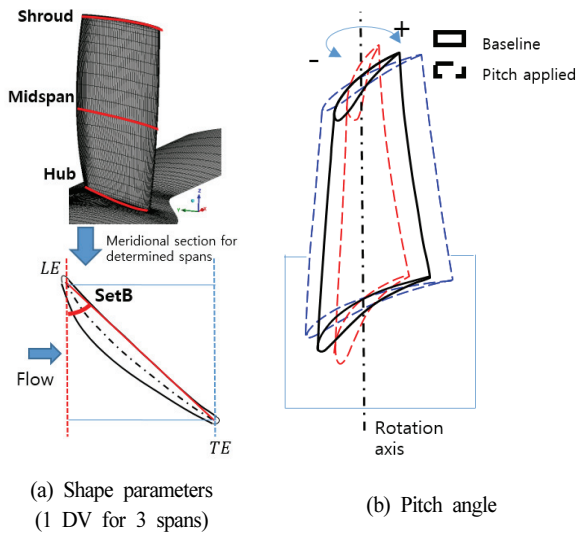 Shroud
Midspan
Hub
Meridional section for
determined spans
LE
SetB
Flow
TE
(a) Shape parameters
(1 DV for 3 spans)
-
+
Baseline
Pitch applied
Rotation
axis
(b) Pitch angle